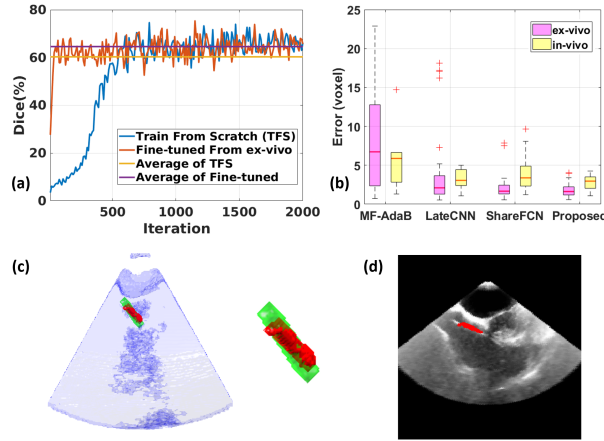 80
60
40
20
0
500
1000
1500
2000
Dice(%)
Iteration
Train From Scratch (TFS)
Fine-tuned From ex-vivo
Average of TFS
Average of Fine-tuned
(a)
25
20
15
10
5
0
Error (voxel)
ex-vivo
in-vivo
MF-AdaB
LateCNN
ShareFCN
Proposed
(b)
(c)
(d)